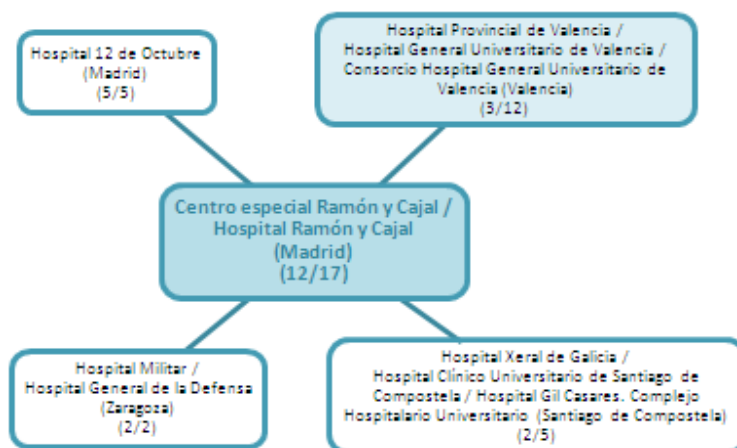 Hospital 12 de Octubre
(Madrid)
(5/5)
Hospital Provincial de Valencia /
Hospital General Universitario de Valencia /
Consorcio Hospital General Universitario de
Valencia (Valencia)
(3/12)
Centro especial Ramón y Cajal /
Hospital Ramón y Cajal
(Madrid)
(12/17)
Hospital Militar /
Hospital General de la Defensa
(Zaragoza)
(2/2)
Hospital Xeral de Galicia /
Hospital Clínico Universitario de Santiago de
Compostela / Hospital Gil Casares. Complejo
Hospitalario Universitario (Santiago de Compostela)
(2/5)